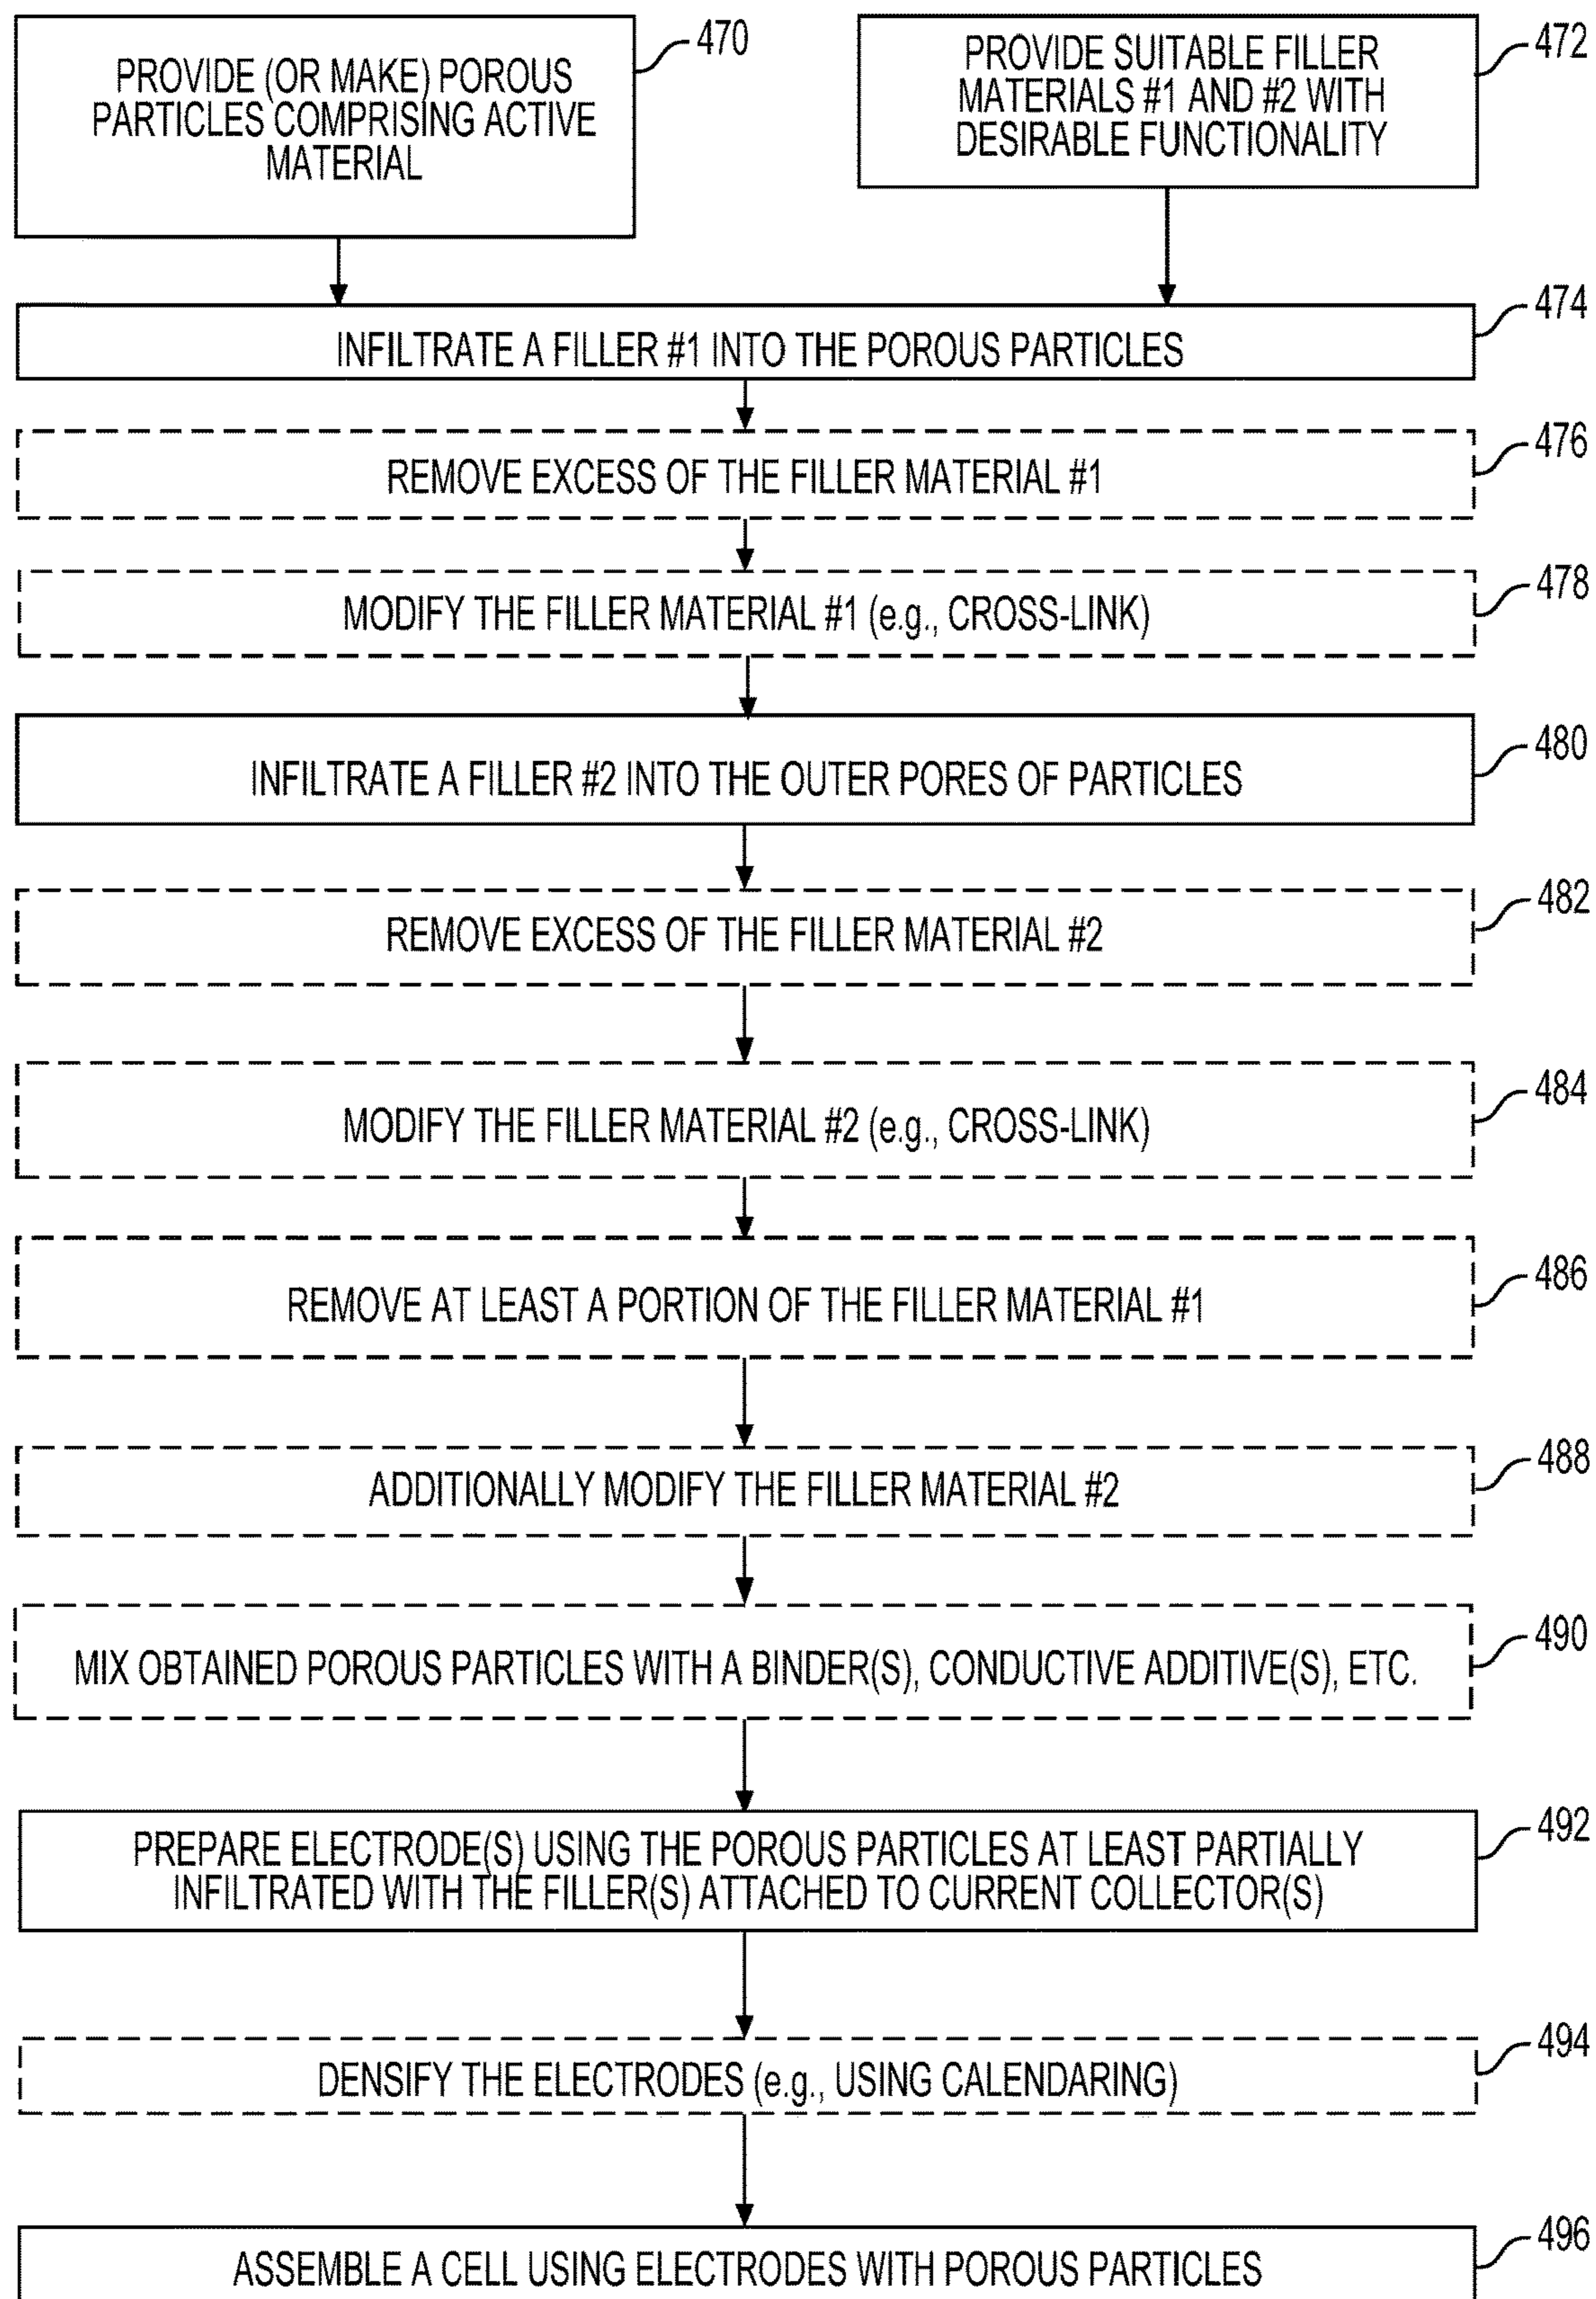 PROVIDE (OR MAKE) POROUS
PARTICLES COMPRISING ACTIVE
MATERIAL
470
PROVIDE SUITABLE FILLER
MATERIALS #1 AND #2 WITH
DESIRABLE FUNCTIONALITY
472
INFILTRATE A FILLER #1 INTO THE POROUS PARTICLES
474
REMOVE EXCESS OF THE FILLER MATERIAL #1
476
MODIFY THE FILLER MATERIAL #1 (e.g., CROSS-LINK)
478
INFILTRATE A FILLER #2 INTO THE OUTER PORES OF PARTICLES
480
REMOVE EXCESS OF THE FILLER MATERIAL #2
482
MODIFY THE FILLER MATERIAL #2 (e.g., CROSS-LINK)
484
REMOVE AT LEAST A PORTION OF THE FILLER MATERIAL #1
486
ADDITIONALLY MODIFY THE FILLER MATERIAL #2
488
MIX OBTAINED POROUS PARTICLES WITH A BINDER(S), CONDUCTIVE ADDITIVE(S), ETC.
490
PREPARE ELECTRODE(S) USING THE POROUS PARTICLES AT LEAST PARTIALLY
INFILTRATED WITH THE FILLER(S) ATTACHED TO CURRENT COLLECTOR(S)
492
DENSIFY THE ELECTRODES (e.g., USING CALENDARING)
494
ASSEMBLE A CELL USING ELECTRODES WITH POROUS PARTICLES
496